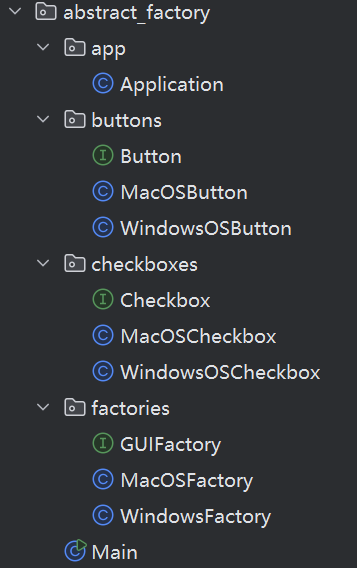 abstract_factory
app
C Application
buttons
I Button
C MacOSButton
C WindowsOSButton
checkboxes
I Checkbox
C MacOSCheckbox
C WindowsOSCheckbox
factories
I GUIFactory
C MacOSFactory
C WindowsFactory
C Main